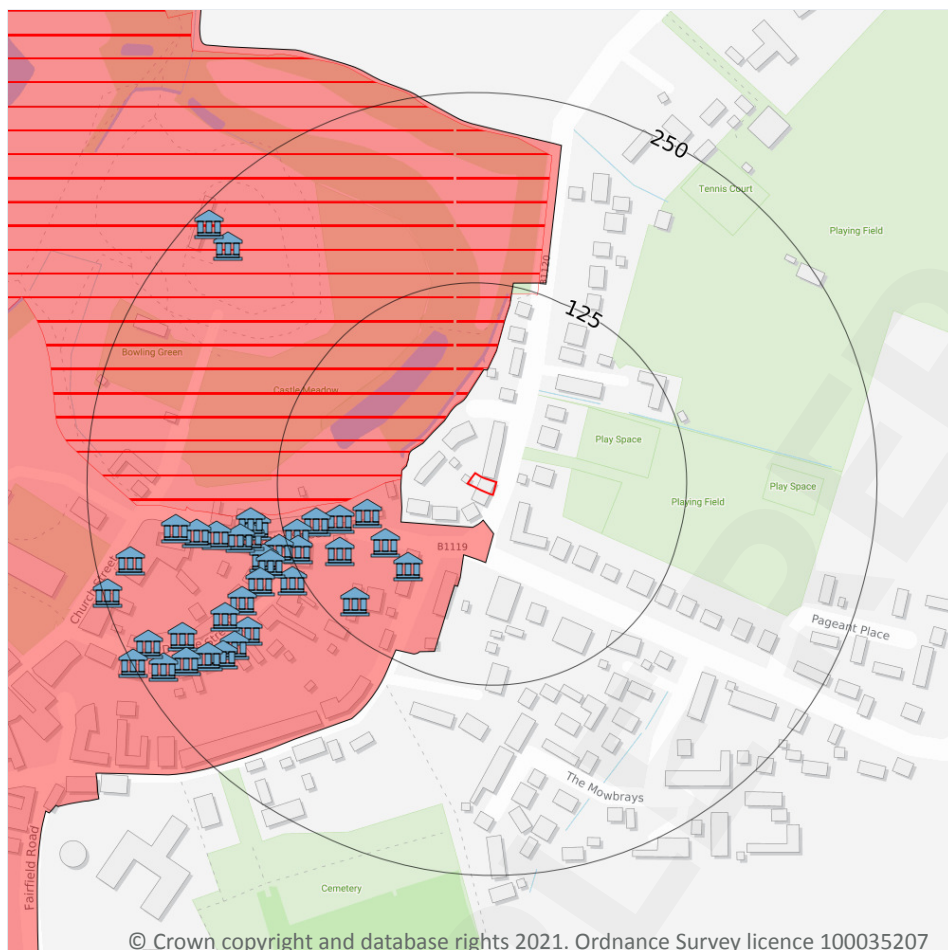 250
Tennis Court
Playing Field
B1120
125
Bowling Green
Castle Meadow
Play Space
Play Space
Playing Field
B1119
Church Street
Pageant Place
The Mowbrays
Fairfield Road
Cemetery
© Crown copyright and database rights 2021. Ordnance Survey licence 100035207